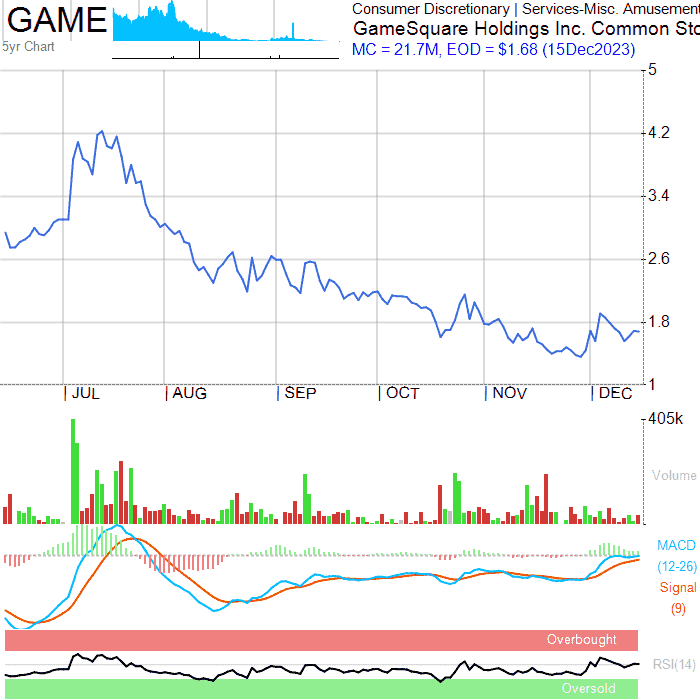 GAME
5yr Chart
Consumer Discretionary | Services-Misc. Amusement
GameSquare Holdings Inc. Common Sto
MC = 21.7M, EOD = $1.68 (15Dec2023)
5
4.2
3.4
2.6
1.8
1
JUL AUG SEP OCT NOV DEC
405k
Volume
MACD
(12-26)
Signal
(9)
Overbought
RSI(14)
Oversold